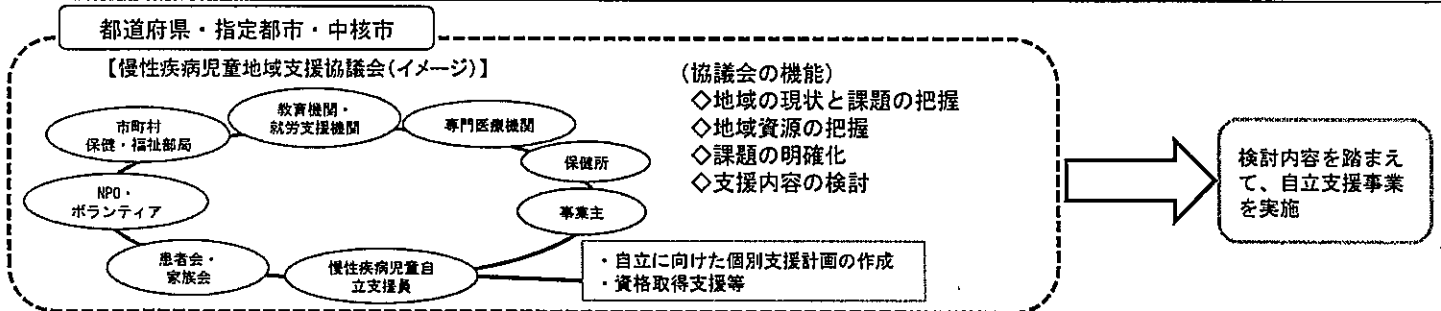 都道府県・指定都市・中核市
【慢性疾病児童地域支援協議会(イメージ)】
市町村
保健・福祉部局
教育機関・
就労支援機関
専門医療機関
保健所
事業主
慢性疾病児童自
立支援員
患者会・
家族会
NPO・
ボランティア
・自立に向けた個別支援計画の作成
・資格取得支援等
(協議会の機能)
◇地域の現状と課題の把握
◇地域資源の把握
◇課題の明確化
◇支援内容の検討
検討内容を踏まえ
て、自立支援事業
を実施